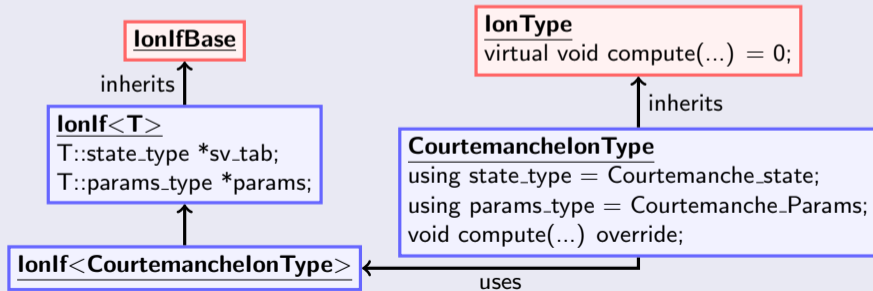 IonIfBase
inherits
IonIf<T>
T::state_type *sv_tab;
T::params_type *params;
IonIf<CourtemancheIonType>
IonType
virtual void compute(...) = 0;
inherits
CourtemancheIonType
using state_type = Courtemanche_state;
using params_type = Courtemanche_Params;
void compute(...) override;
uses